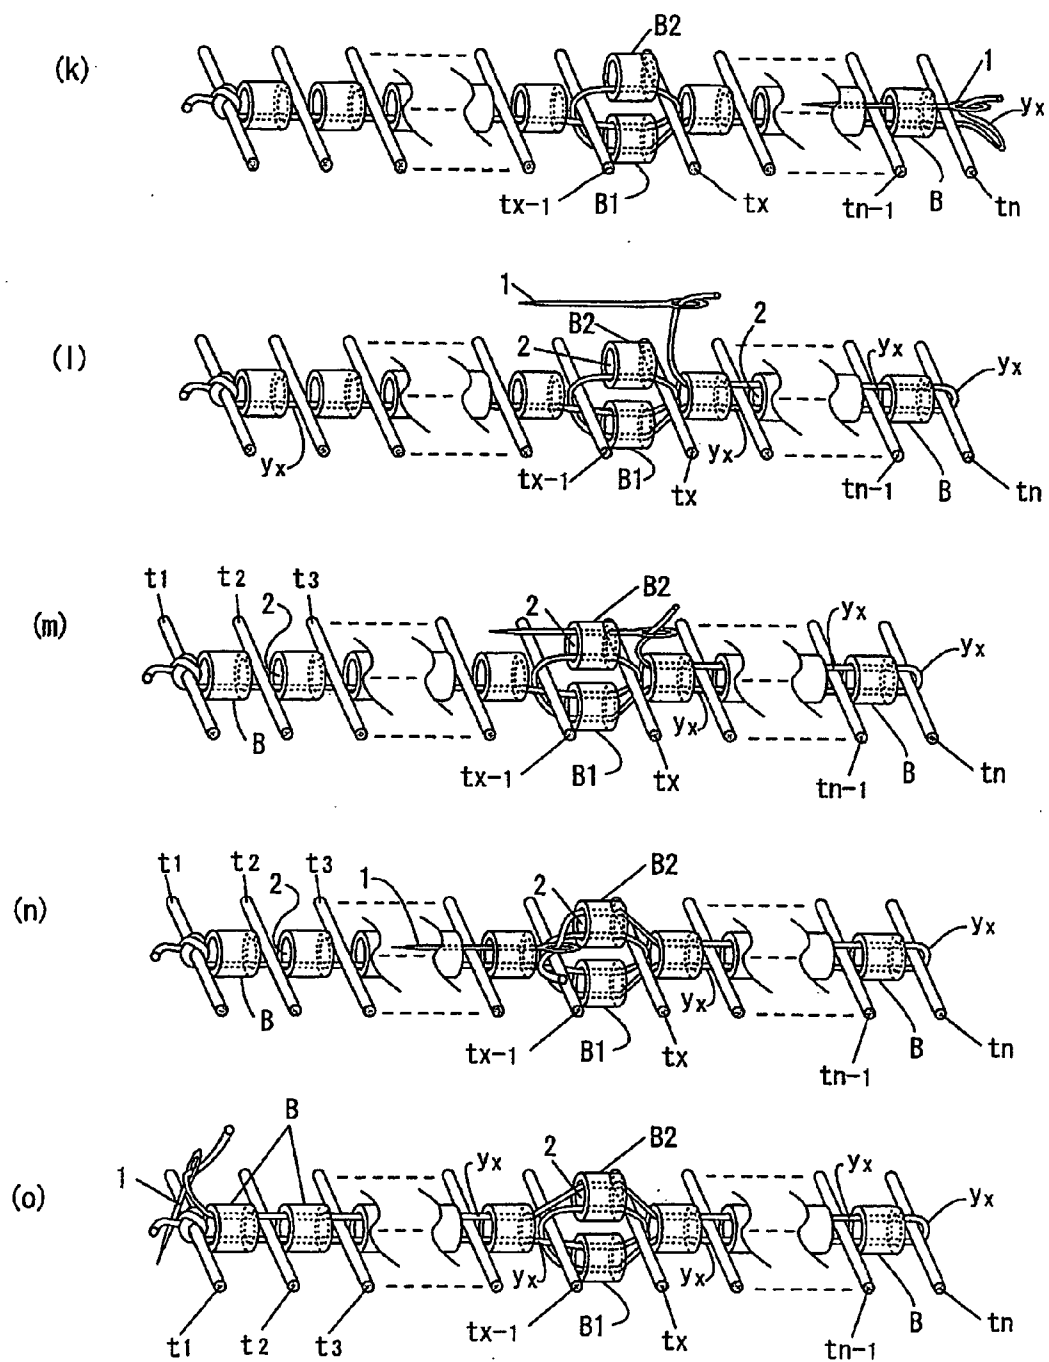 B2
(k)
1
yx
tx-1
B1
tx
tn-1
B
tn
1
B2
2
2
yx
yx
(l)
yx
tx-1
B1
tx
yx
tn-1
B
tn
t1
t2
t3
2
2
B2
yx
yx
(m)
B
tx-1
B1
tx
yx
tn-1
B
tn
t1
t2
t3
2
1
2
B2
yx
(n)
B
tx-1
B1
tx
yx
tn-1
B
tn
B
1
yx
2
B2
yx
yx
(o)
yx
yx
t1
t2
t3
tx-1
B1
tx
tn-1
B
tn